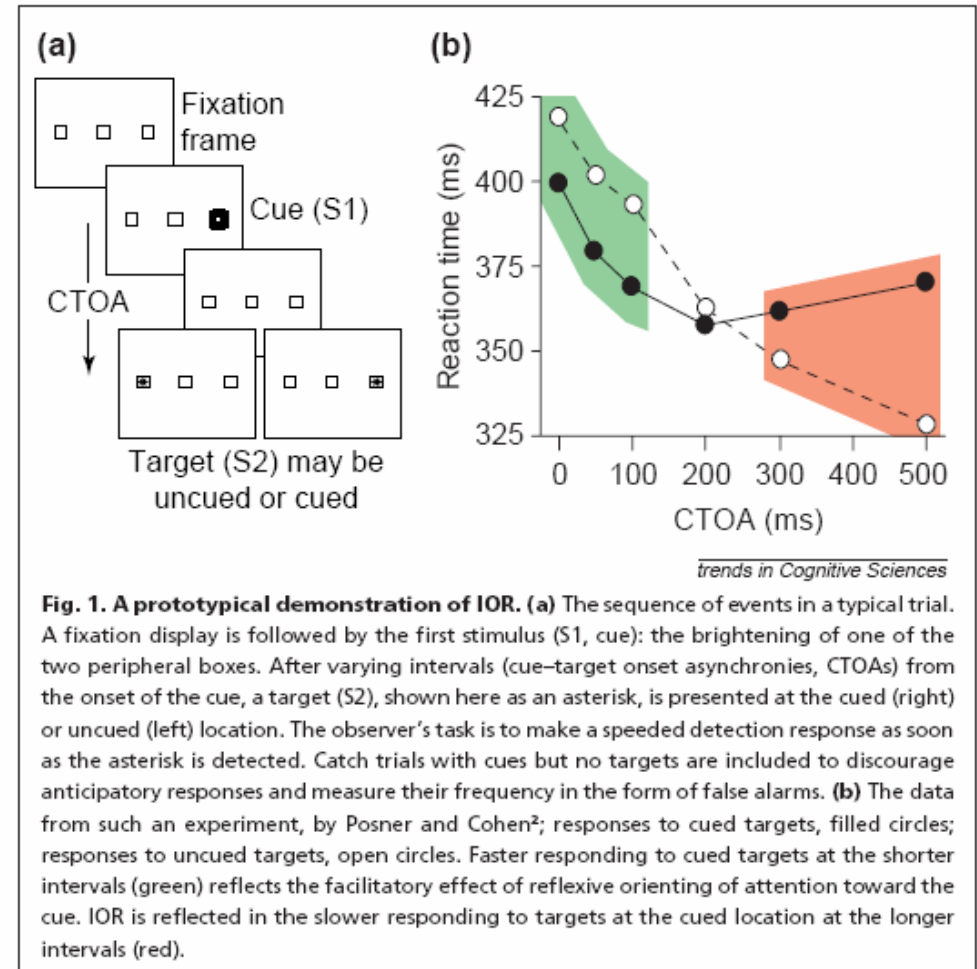 (a)
Fixation
frame
Cue (S1)
CTOA
Target (S2) may be
uncued or cued
(b)
Reaction time (ms)
425
400
375
350
325
0 100 200 300 400 500
CTOA (ms)
trends in Cognitive Sciences
Fig. 1. A prototypical demonstration of IOR. (a) The sequence of events in a typical trial.
A fixation display is followed by the first stimulus (S1, cue): the brightening of one of the
two peripheral boxes. After varying intervals (cue–target onset asynchronies, CTOAs) from
the onset of the cue, a target (S2), shown here as an asterisk, is presented at the cued (right)
or uncued (left) location. The observer's task is to make a speeded detection response as soon
as the asterisk is detected. Catch trials with cues but no targets are included to discourage
anticipatory responses and measure their frequency in the form of false alarms. (b) The data
from such an experiment, by Posner and Cohen²; responses to cued targets, filled circles;
responses to uncued targets, open circles. Faster responding to cued targets at the shorter
intervals (green) reflects the facilitatory effect of reflexive orienting of attention toward the
cue. IOR is reflected in the slower responding to targets at the cued location at the longer
intervals (red).